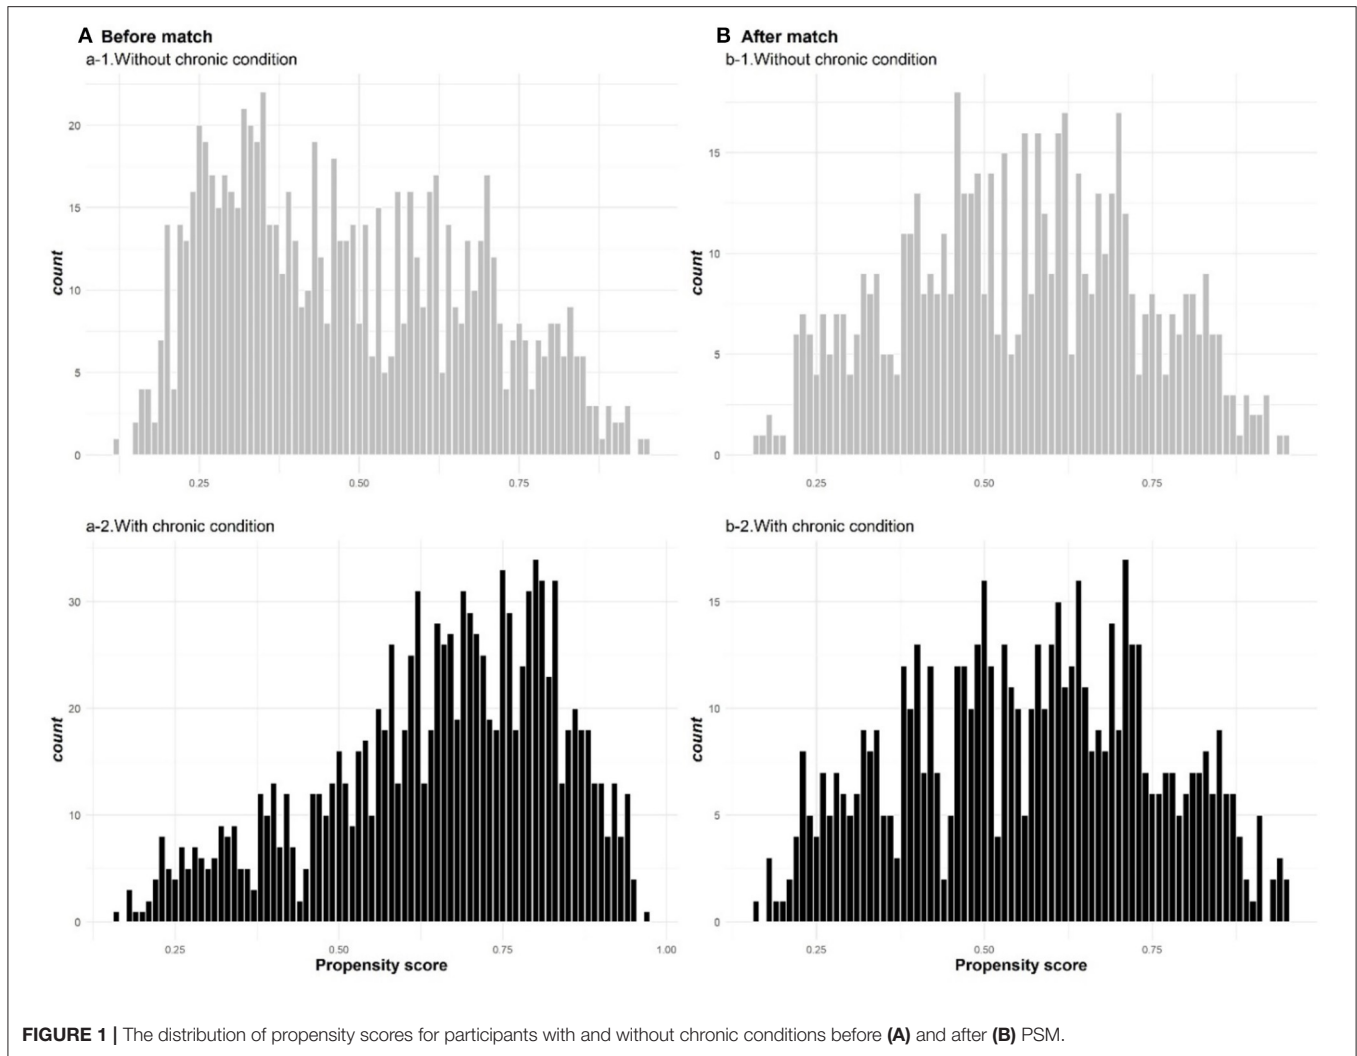 A Before match
a-1.Without chronic condition
count
20
15
10
5
0
0.25 0.50 0.75
B After match
b-1.Without chronic condition
count
15
10
5
0
0.25 0.50 0.75
a-2.With chronic condition
count
30
20
10
0
0.25 0.50 0.75 1.00
Propensity score
b-2.With chronic condition
count
15
10
5
0
0.25 0.50 0.75
Propensity score
FIGURE 1 | The distribution of propensity scores for participants with and without chronic conditions before (A) and after (B) PSM.